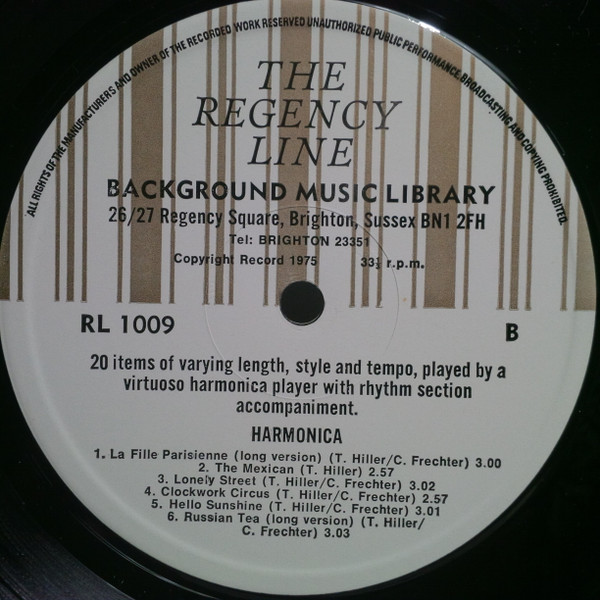 ALL RIGHTS OF THE MANUFACTURERS AND OWNER OF THE RECORDED WORK RESERVED UNAUTHORIZED PUBLIC PERFORMANCE, BROADCASTING AND COPYING PROHIBITED.
THE
REGENCY
LINE
BACKGROUND MUSIC LIBRARY
26/27 Regency Square, Brighton, Sussex BN1 2FH
Tel: BRIGHTON 23351
Copyright Record 1975 33⅓ r.p.m.
RL 1009 B
20 items of varying length, style and tempo, played by a
virtuoso harmonica player with rhythm section
accompaniment.
HARMONICA
1. La Fille Parisienne (long version) (T. Hiller/C. Frechter) 3.00
2. The Mexican (T. Hiller) 2.57
3. Lonely Street (T. Hiller/C. Frechter) 3.02
4. Clockwork Circus (T. Hiller/C. Frechter) 2.57
5. Hello Sunshine (T. Hiller/C. Frechter) 3.01
6. Russian Tea (long version) (T. Hiller/
C. Frechter) 3.03